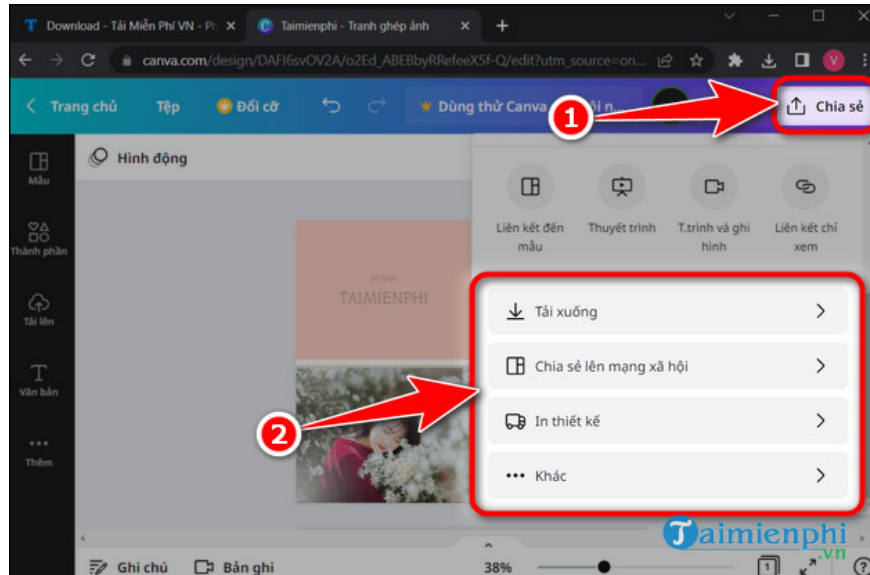 Download - Tải Miễn Phí VN - Ph
Taimienphi - Tranh ghép ảnh
canva.com/design/DAFI6svOV2A/o2Ed_ABEBbyRRefeeX5f-Q/edit?utm_source=on...
V
Trang chủ Tệp Đổi cỡ Dùng thử Canva
Chia sẻ
1
Mẫu
Thành phần
Tải lên
Văn bản
Thêm
Hình động
TAIMIENPHI
Liên kết đến mẫu
Thuyết trình
T.trình và ghi hình
Liên kết chỉ xem
Tải xuống
Chia sẻ lên mạng xã hội
In thiết kế
Khác
2
Taimienphi
.vn
Ghi chú Bản ghi 38% 1